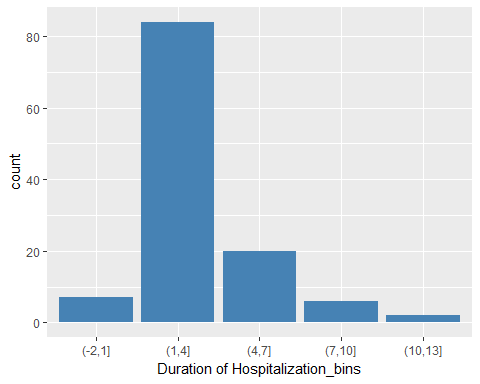 count
80
60
40
20
0
(-2,1] (1,4] (4,7] (7,10] (10,13]
Duration of Hospitalization_bins